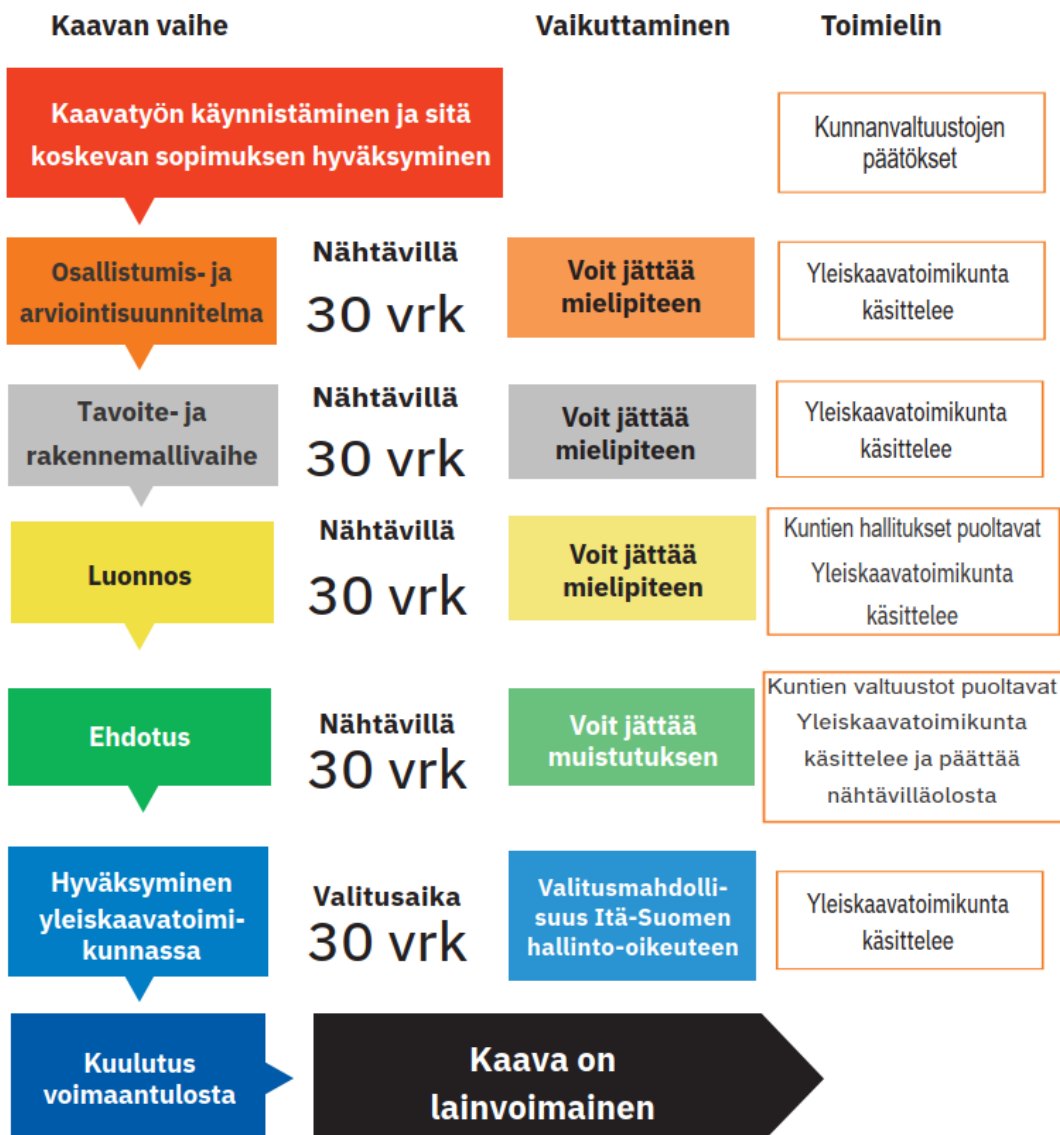 Kaavan vaihe
Vaikuttaminen
Toimielin
Kaavatyön käynnistäminen ja sitä
koskevan sopimuksen hyväksyminen
Kunnanvaltuustojen
päätökset
Osallistumis- ja
arviointisuunnitelma
Nähtävillä
30 vrk
Voit jättää
mielipiteen
Yleiskaavatoimikunta
käsittelee
Tavoite- ja
rakennemallivaihe
Nähtävillä
30 vrk
Voit jättää
mielipiteen
Yleiskaavatoimikunta
käsittelee
Luonnos
Nähtävillä
30 vrk
Voit jättää
mielipiteen
Kuntien hallitukset puoltavat
Yleiskaavatoimikunta
käsittelee
Ehdotus
Nähtävillä
30 vrk
Voit jättää
muistutuksen
Kuntien valtuustot puoltavat
Yleiskaavatoimikunta
käsittelee ja päättää
nähtävilläolosta
Hyväksyminen
yleiskaavatoimi-
kunnassa
Valitusaika
30 vrk
Valitusmahdolli-
suus Itä-Suomen
hallinto-oikeuteen
Yleiskaavatoimikunta
käsittelee
Kuulutus
voimaantulosta
Kaava on
lainvoimainen